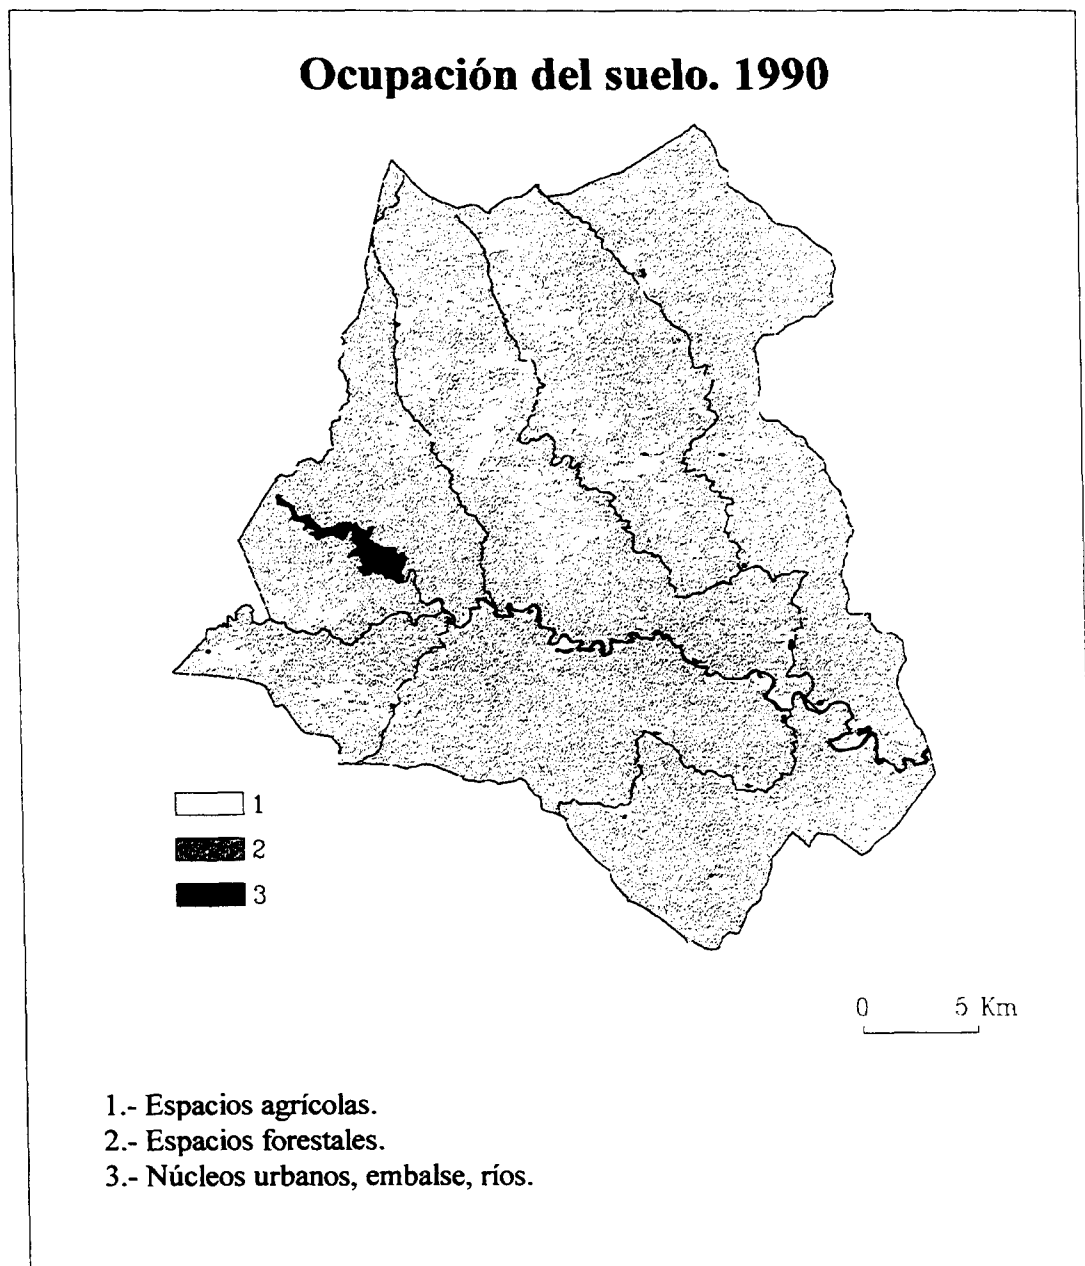 Ocupación del suelo. 1990
1
2
3
0 5 Km
1.- Espacios agrícolas.
2.- Espacios forestales.
3.- Núcleos urbanos, embalse, ríos.